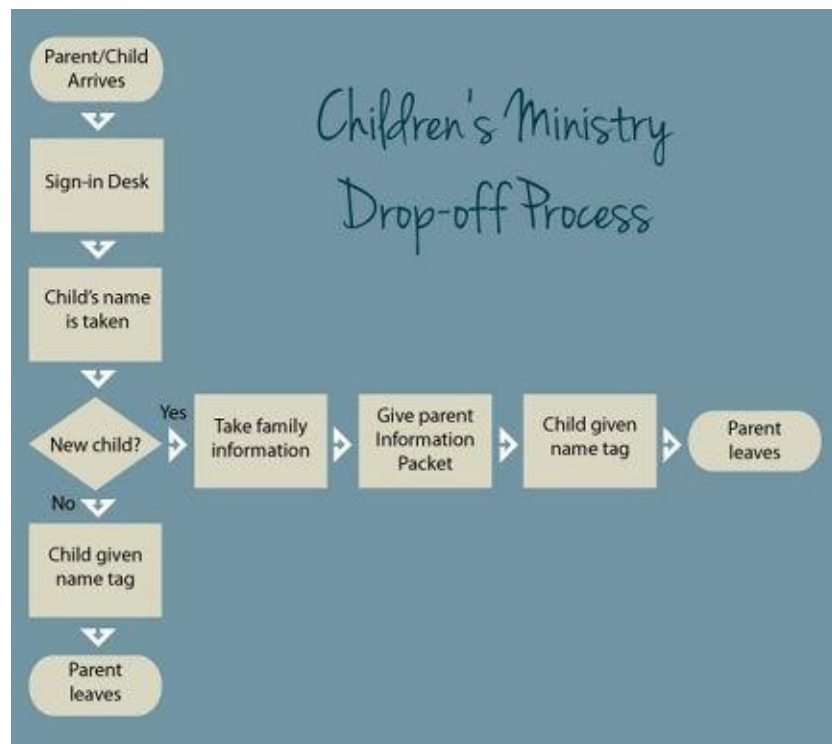 Parent/Child
Arrives
Children's Ministry
Drop-off Process
Sign-in Desk
Child's name
is taken
New child?
Yes
Take family
information
Give parent
Information
Packet
Child given
name tag
Parent
leaves
No
Child given
name tag
Parent
leaves